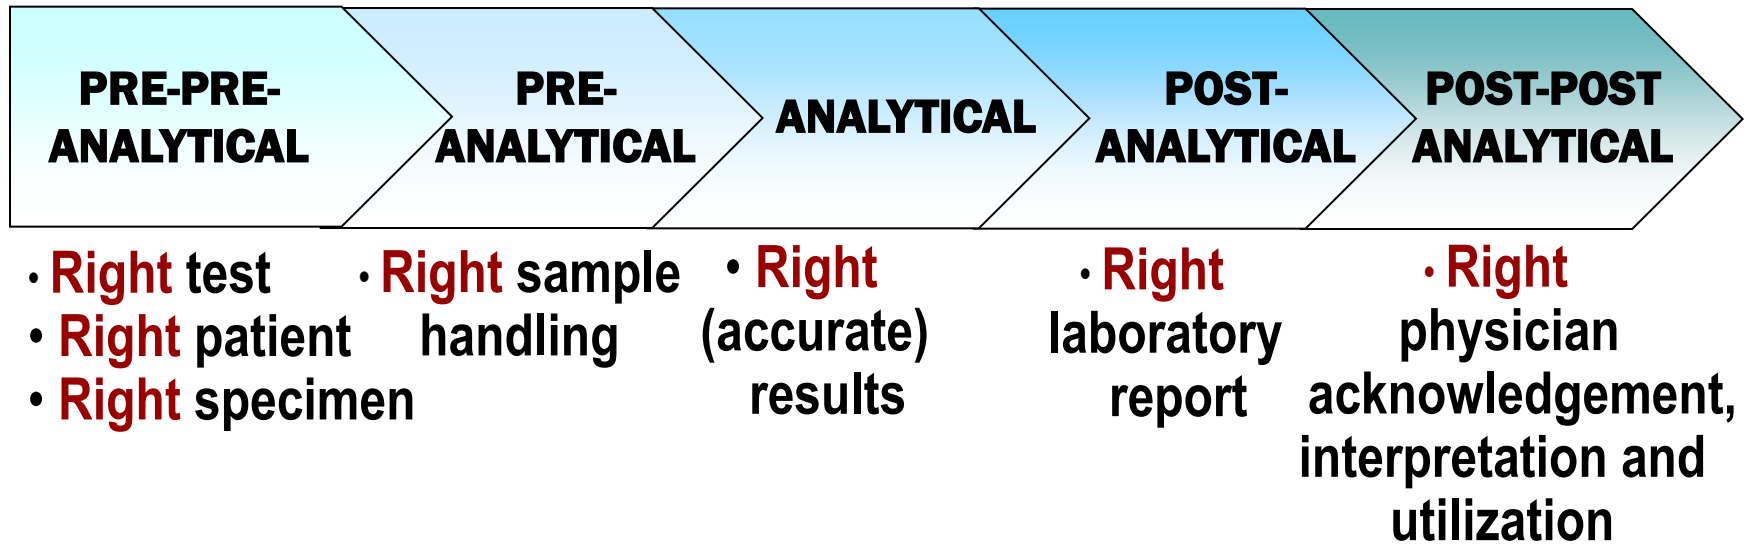 PRE-PRE-
ANALYTICAL
PRE-
ANALYTICAL
ANALYTICAL
POST-
ANALYTICAL
POST-POST
ANALYTICAL
• Right test
• Right patient
• Right specimen
• Right sample
handling
• Right
(accurate)
results
• Right
laboratory
report
• Right
physician
acknowledgement,
interpretation and
utilization